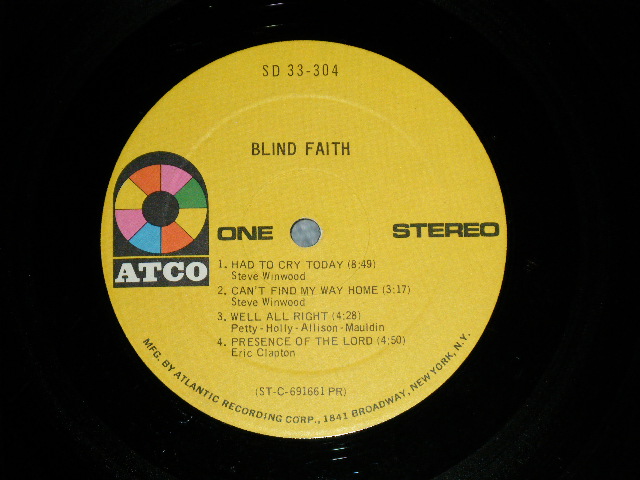 SD 33-304
BLIND FAITH
ATCO
ONE
STEREO
1. HAD TO CRY TODAY (8:49)
Steve Winwood
2. CAN'T FIND MY WAY HOME (3:17)
Steve Winwood
3. WELL ALL RIGHT (4:28)
Petty - Holly - Allison - Mauldin
4. PRESENCE OF THE LORD (4:50)
Eric Clapton
(ST-C-691661 PR)
MFG. BY ATLANTIC RECORDING CORP., 1841 BROADWAY, NEW YORK, N.Y.